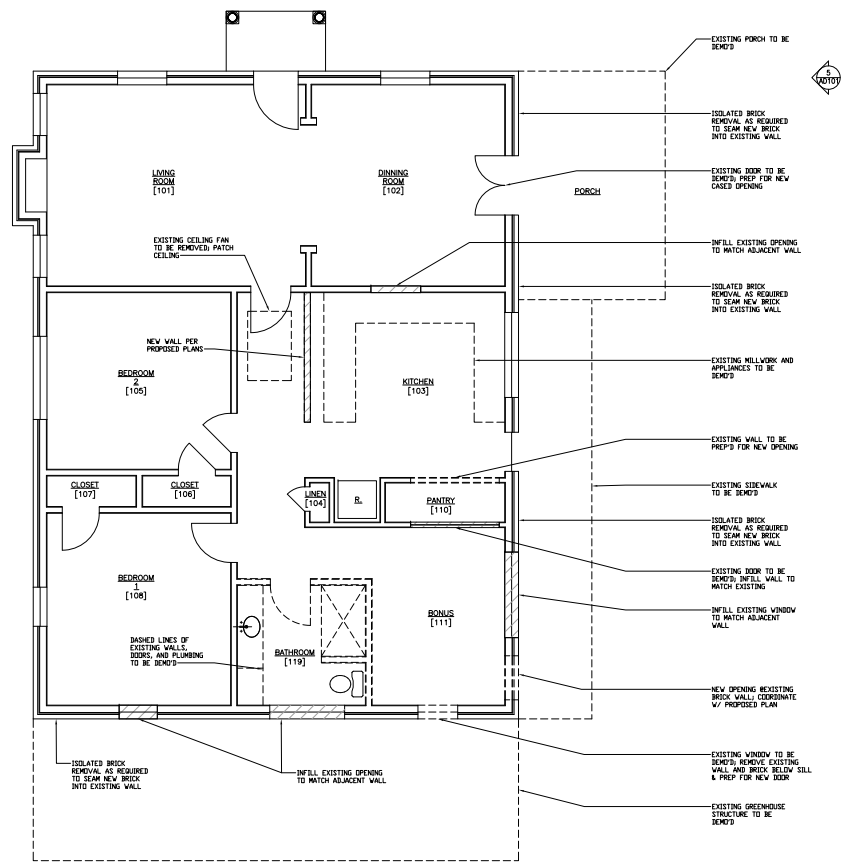 EXISTING PORCH TO BE
DEMO'D
5
AD101
ISOLATED BRICK
REMOVAL AS REQUIRED
TO SEAM NEW BRICK
INTO EXISTING WALL
LIVING
ROOM
[101]
DINNING
ROOM
[102]
EXISTING DOOR TO BE
DEMO'D; PREP FOR NEW
CASED OPENING
PORCH
EXISTING CEILING FAN
TO BE REMOVED; PATCH
CEILING
INFILL EXISTING OPENING
TO MATCH ADJACENT WALL
ISOLATED BRICK
REMOVAL AS REQUIRED
TO SEAM NEW BRICK
INTO EXISTING WALL
NEW WALL PER
PROPOSED PLANS
EXISTING MILLWORK AND
APPLIANCES TO BE
DEMO'D
BEDROOM
2
[105]
KITCHEN
[103]
EXISTING WALL TO BE
PREP'D FOR NEW OPENING
CLOSET
[107]
CLOSET
[106]
LINEN
[104]
R.
PANTRY
[110]
EXISTING SIDEWALK
TO BE DEMO'D
ISOLATED BRICK
REMOVAL AS REQUIRED
TO SEAM NEW BRICK
INTO EXISTING WALL
EXISTING DOOR TO BE
DEMO'D; INFILL WALL TO
MATCH EXISTING
BEDROOM
1
[108]
BONUS
[111]
INFILL EXISTING WINDOW
TO MATCH ADJACENT
WALL
DASHED LINES OF
EXISTING WALLS,
DOORS, AND PLUMBING
TO BE DEMO'D
BATHROOM
[119]
NEW OPENING @EXISTING
BRICK WALL; COORDINATE
W/ PROPOSED PLAN
ISOLATED BRICK
REMOVAL AS REQUIRED
TO SEAM NEW BRICK
INTO EXISTING WALL
INFILL EXISTING OPENING
TO MATCH ADJACENT WALL
EXISTING WINDOW TO BE
DEMO'D; REMOVE EXISTING
WALL AND BRICK BELOW SILL
& PREP FOR NEW DOOR
EXISTING GREENHOUSE
STRUCTURE TO BE
DEMO'D